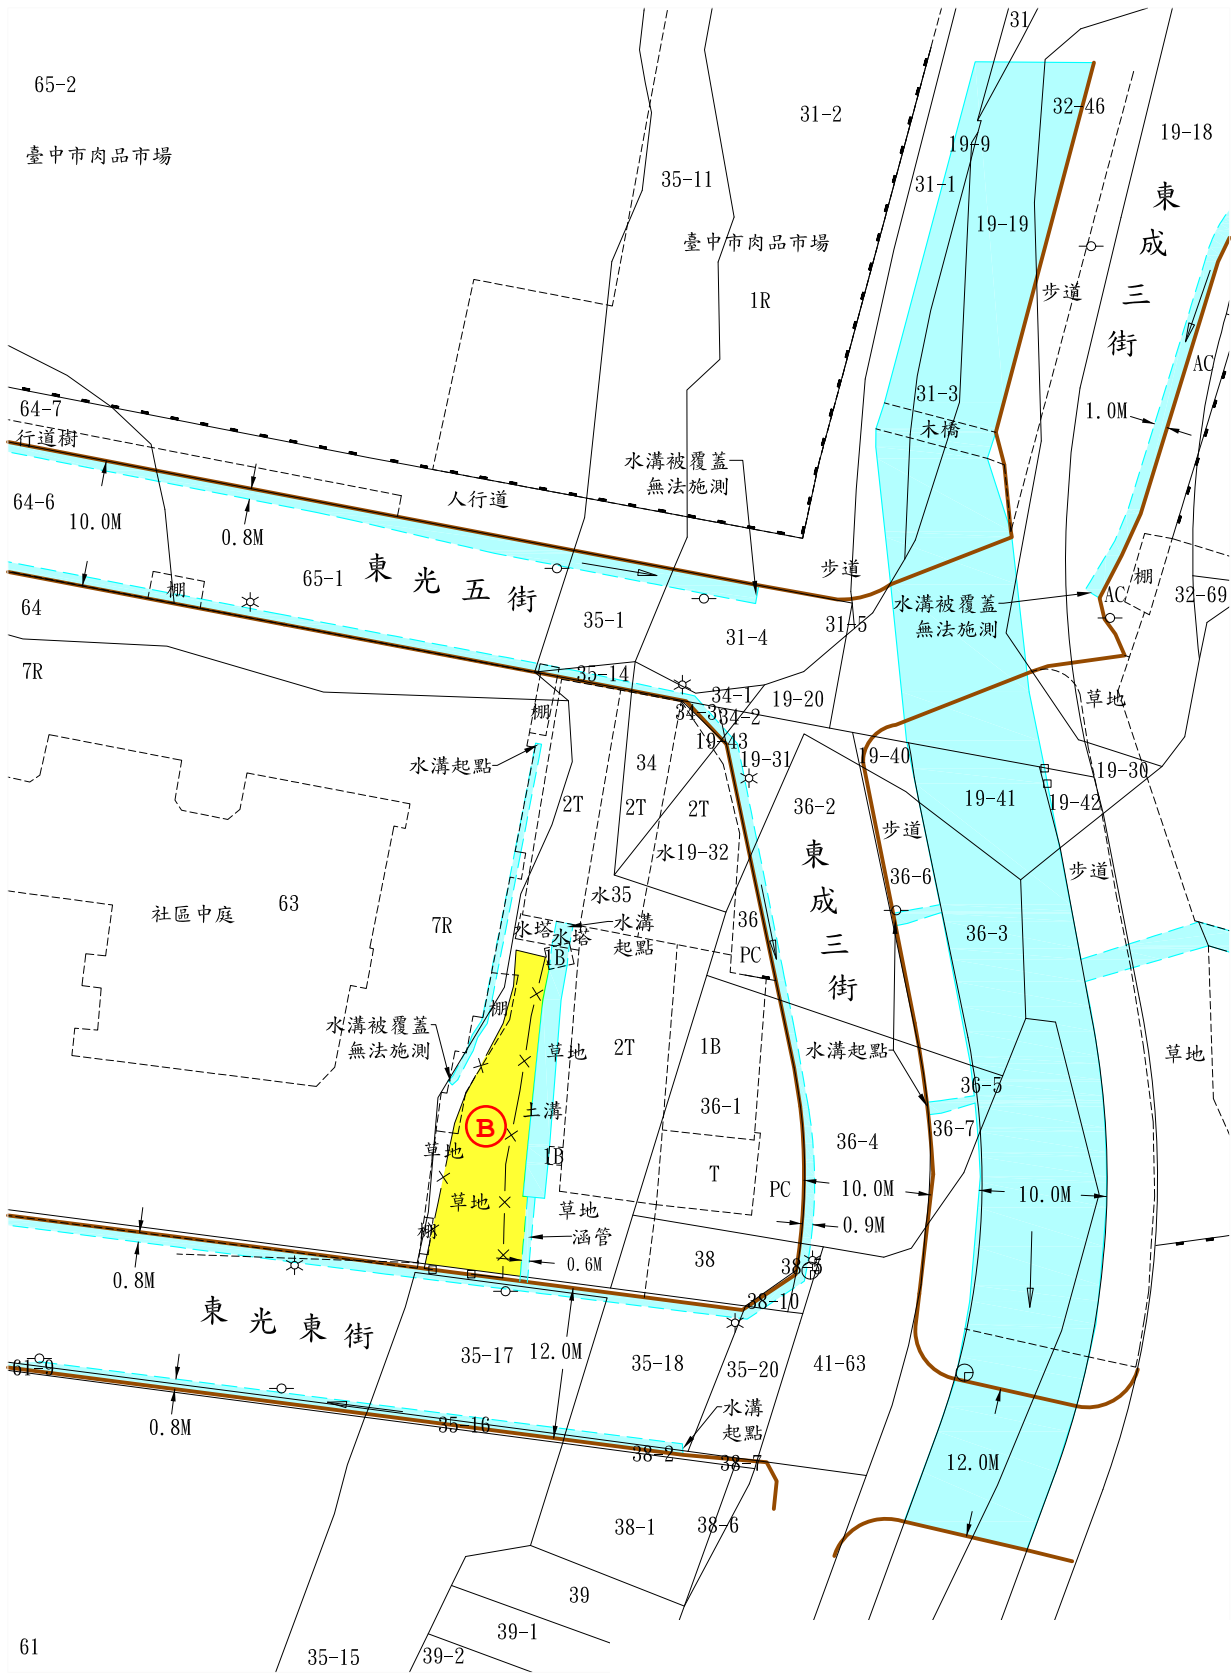 31
65-2
31-2
32-46
19-18
19-9
臺中市肉品市場
35-11
31-1
東成三街
19-19
臺中市肉品市場
1R
步道
AC
64-7
31-3
1.0M
行道樹
木橋
水溝被覆蓋
無法施測
人行道
64-6
10.0M
0.8M
東光五街
65-1
步道
棚
棚
AC
32-69
64
水溝被覆蓋
無法施測
35-1
31-4
31-5
7R
35-14
34-1
19-20
草地
棚
34-3
34-2
19-43
19-31
19-40
水溝起點
34
19-30
2T
2T
2T
36-2
19-41
19-42
步道
水19-32
東成三街
步道
36-6
社區中庭
63
水35
7R
水塔
水塔
水溝
起點
36
36-3
1B
PC
棚
水溝被覆蓋
無法施測
草地
2T
1B
水溝起點
草地
36-5
土溝
36-1
36-7
B
36-4
草地
1B
T
草地
PC
10.0M
10.0M
草地
涵管
0.9M
棚
0.6M
38
38-5
0.8M
38-10
東光東街
12.0M
35-17
35-18
35-20
41-63
61-9
水溝
起點
0.8M
35-16
38-2
38-7
12.0M
38-1
38-6
39
39-1
61
35-15
39-2